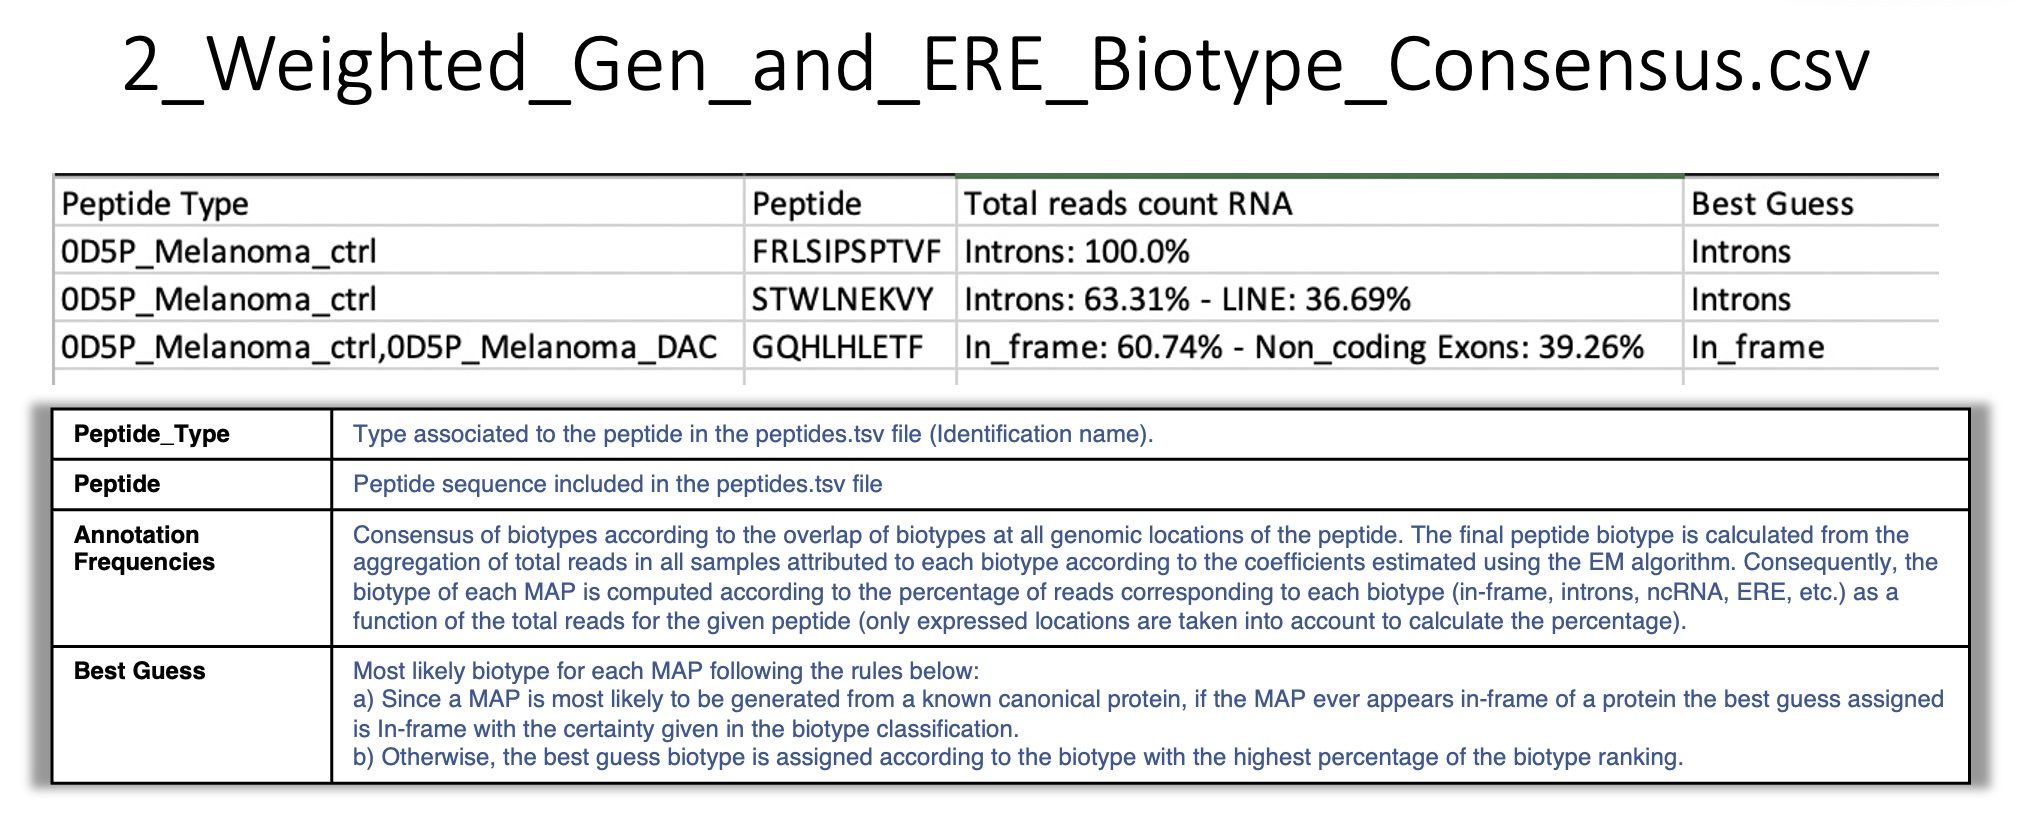 2_Weighted_Gen_and_ERE_Biotype_Consensus.csv
Peptide Type Peptide Total reads count RNA Best Guess
0D5P_Melanoma_ctrl FRLSIPSPTVF Introns: 100.0% Introns
0D5P_Melanoma_ctrl STWLNEKVY Introns: 63.31% - LINE: 36.69% Introns
0D5P_Melanoma_ctrl,0D5P_Melanoma_DAC GQHLHLETF In_frame: 60.74% - Non_coding Exons: 39.26% In_frame
Peptide_Type Type associated to the peptide in the peptides.tsv file (Identification name).
Peptide Peptide sequence included in the peptides.tsv file
Annotation Frequencies
Consensus of biotypes according to the overlap of biotypes at all genomic locations of the peptide. The final peptide biotype is calculated from the
aggregation of total reads in all samples attributed to each biotype according to the coefficients estimated using the EM algorithm. Consequently, the
biotype of each MAP is computed according to the percentage of reads corresponding to each biotype (in-frame, introns, ncRNA, ERE, etc.) as a
function of the total reads for the given peptide (only expressed locations are taken into account to calculate the percentage).
Best Guess Most likely biotype for each MAP following the rules below:
a) Since a MAP is most likely to be generated from a known canonical protein, if the MAP ever appears in-frame of a protein the best guess assigned
is In-frame with the certainty given in the biotype classification.
b) Otherwise, the best guess biotype is assigned according to the biotype with the highest percentage of the biotype ranking.